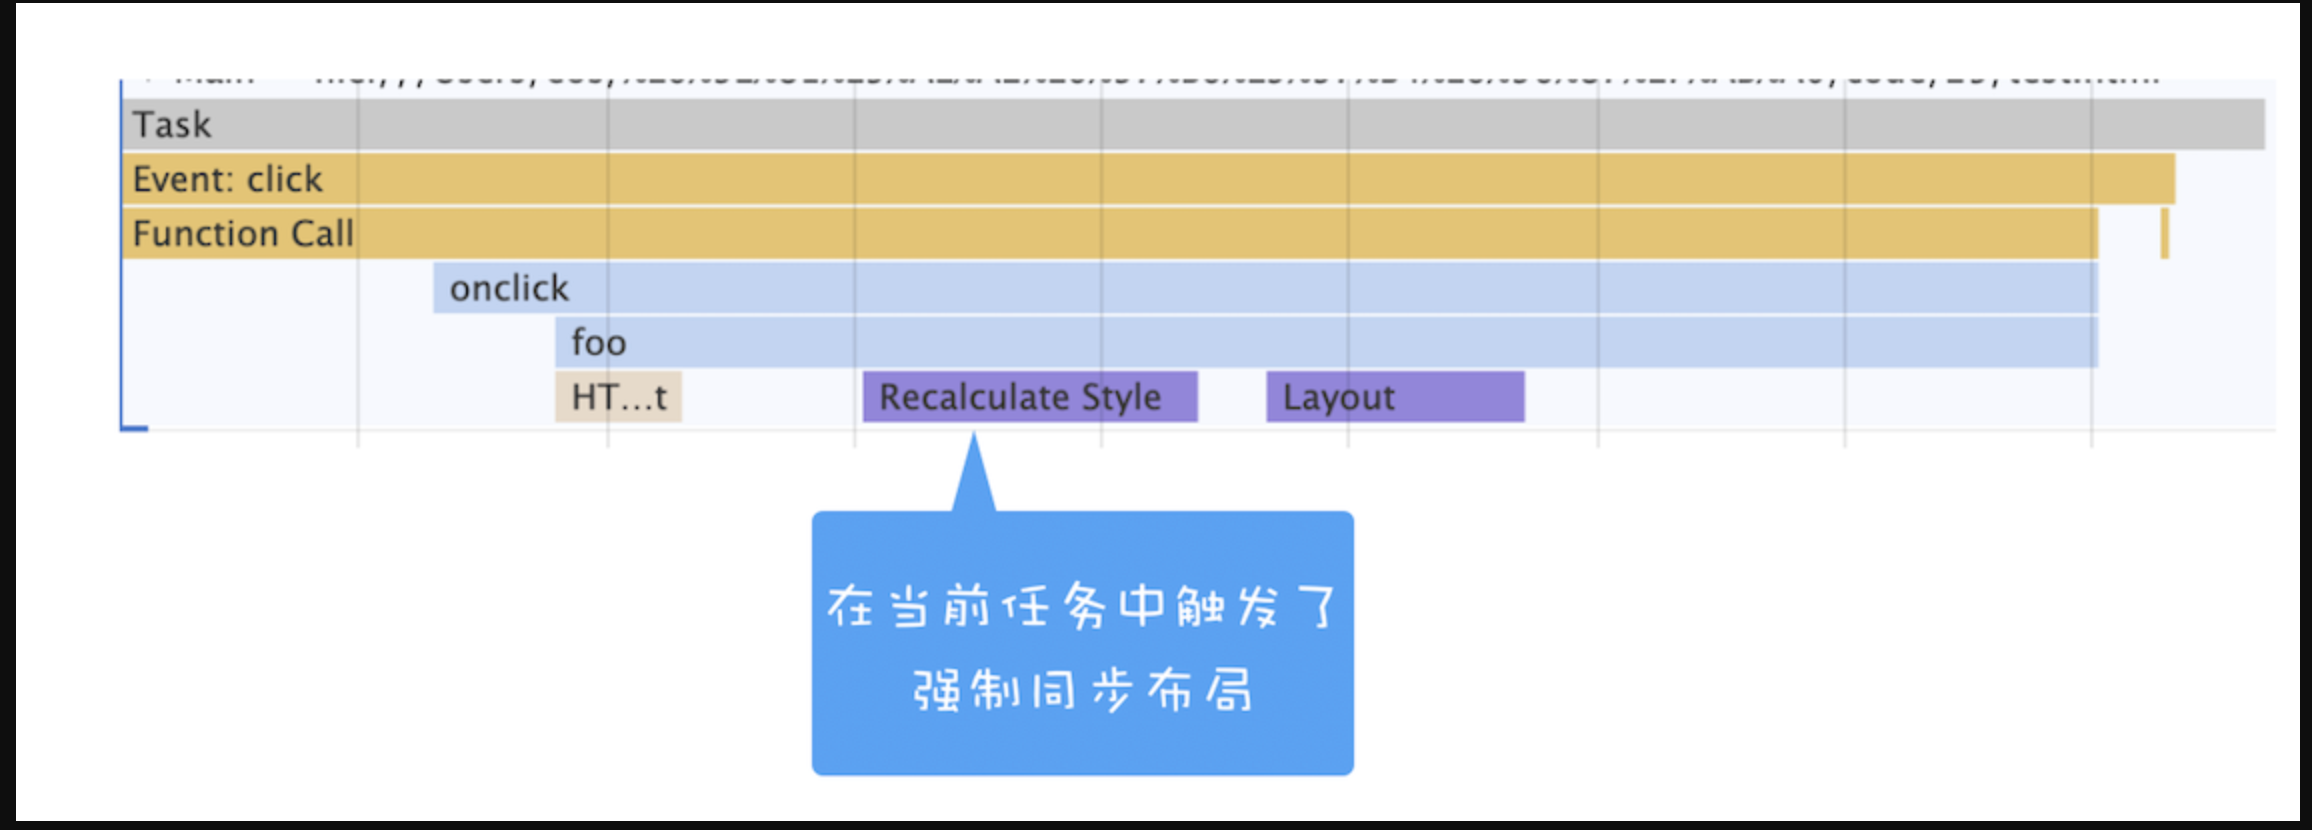 Task
Event: click
Function Call
onclick
foo
HT...t Recalculate Style Layout
在当前任务中触发了
强制同步布局